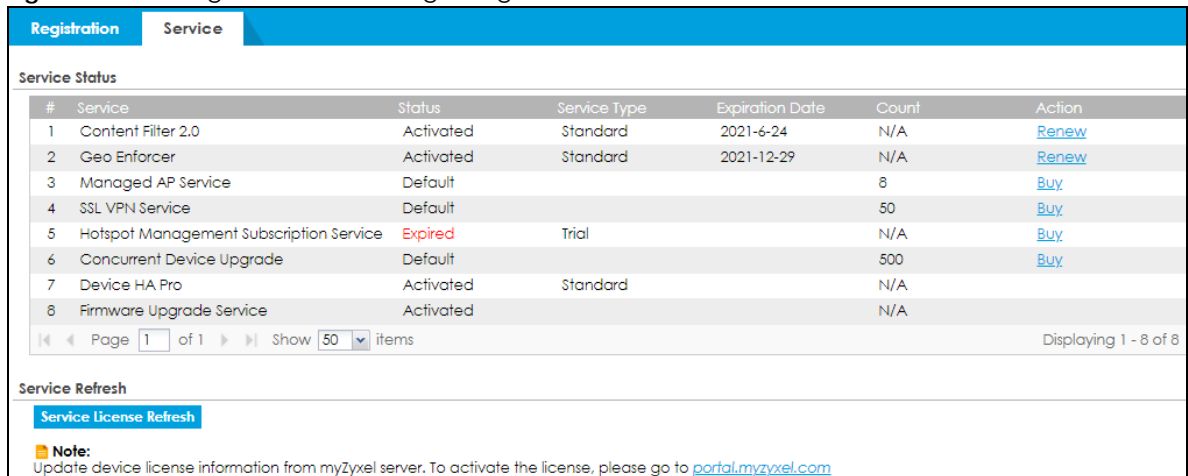 Registration Service
Service Status
# Service Status Service Type Expiration Date Count Action
1 Content Filter 2.0 Activated Standard 2021-6-24 N/A Renew
2 Geo Enforcer Activated Standard 2021-12-29 N/A Renew
3 Managed AP Service Default 8 Buy
4 SSL VPN Service Default 50 Buy
5 Hotspot Management Subscription Service Expired Trial N/A Buy
6 Concurrent Device Upgrade Default 500 Buy
7 Device HA Pro Activated Standard N/A
8 Firmware Upgrade Service Activated N/A
Page 1 of 1 Show 50 items Displaying 1 - 8 of 8
Service Refresh
Service License Refresh
Note:
Update device license information from myZyxel server. To activate the license, please go to portal.myzyxel.com